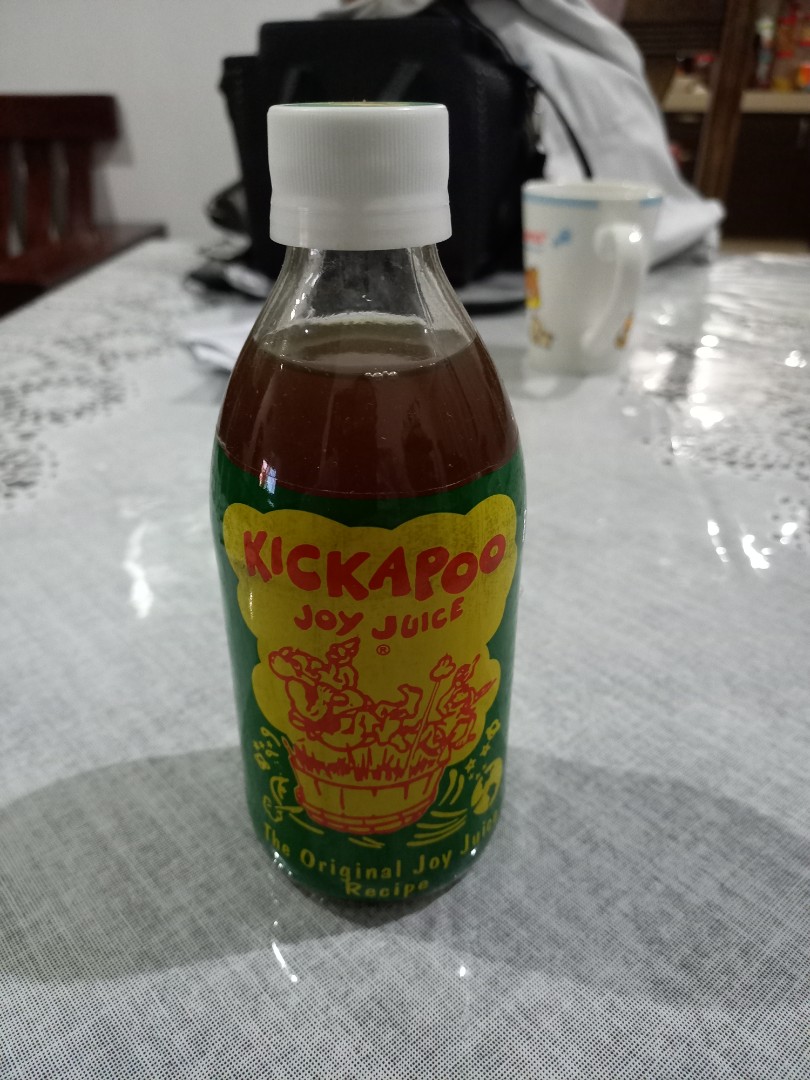 KICKAPOO
JOY JUICE
®
The Original Joy Juice
Recipe